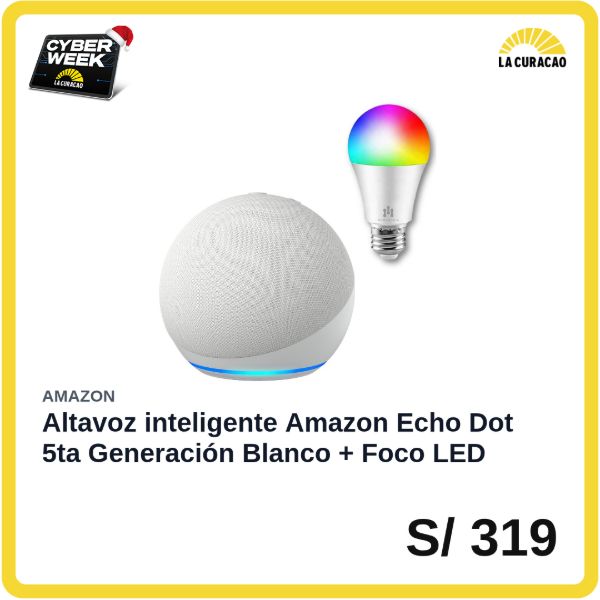 CYBER
WEEK
LA CURACAO
LA CURACAO
AMAZON
Altavoz inteligente Amazon Echo Dot
5ta Generación Blanco + Foco LED
S/ 319